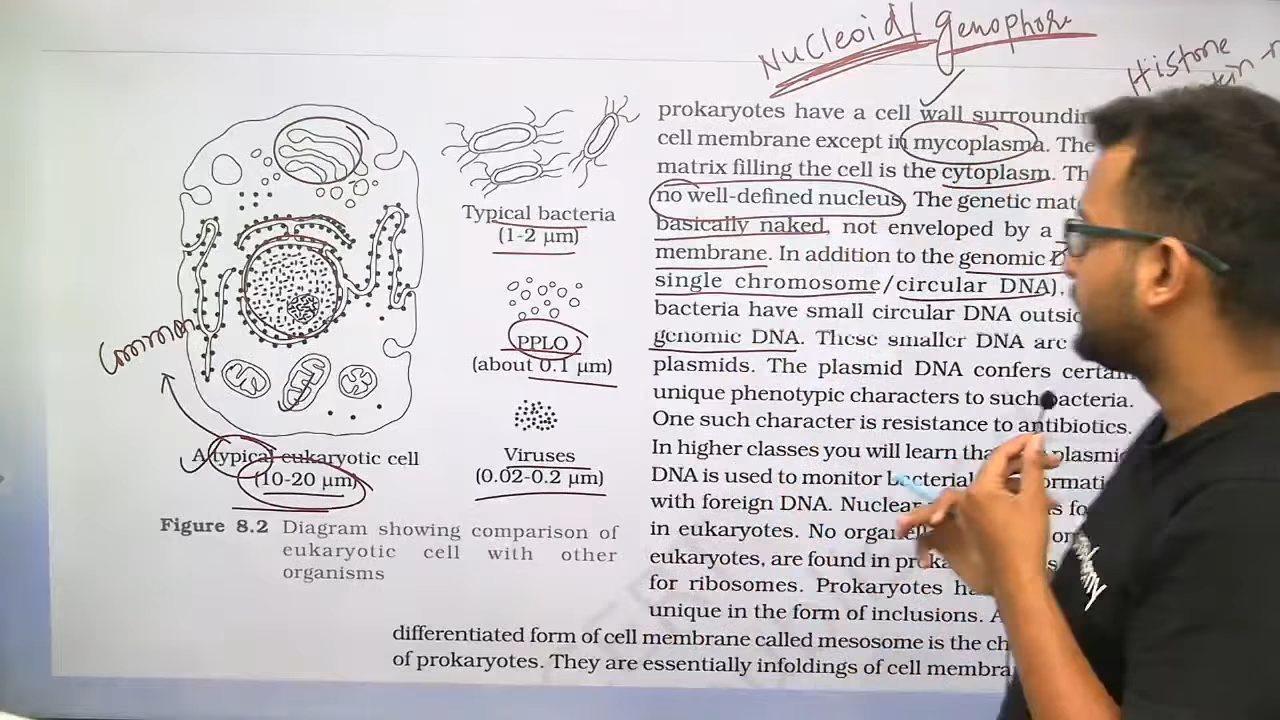 Nucleoid/genophore
Histone
prokaryotes have a cell wall surroundin
cell membrane except in mycoplasma. The
matrix filling the cell is the cytoplasm. Th
no well-defined nucleus. The genetic mat
basically naked, not enveloped by a
membrane. In addition to the genomic D
single chromosome/circular DNA),
bacteria have small circular DNA outsid
genomic DNA. These smaller DNA are
plasmids. The plasmid DNA confers certain
unique phenotypic characters to such bacteria.
One such character is resistance to antibiotics.
In higher classes you will learn tha plasmid
DNA is used to monitor bacterial ormati
with foreign DNA. Nuclear s fo
in eukaryotes. No organell
eukaryotes, are found in proka
for ribosomes. Prokaryotes ha
unique in the form of inclusions. A
differentiated form of cell membrane called mesosome is the ch
of prokaryotes. They are essentially infoldings of cell membra
Common
A typical eukaryotic cell
(10-20 μm)
Typical bacteria
(1-2 μm)
PPLO
(about 0.1 μm)
Viruses
(0.02-0.2 μm)
Figure 8.2 Diagram showing comparison of
eukaryotic cell with other
organisms